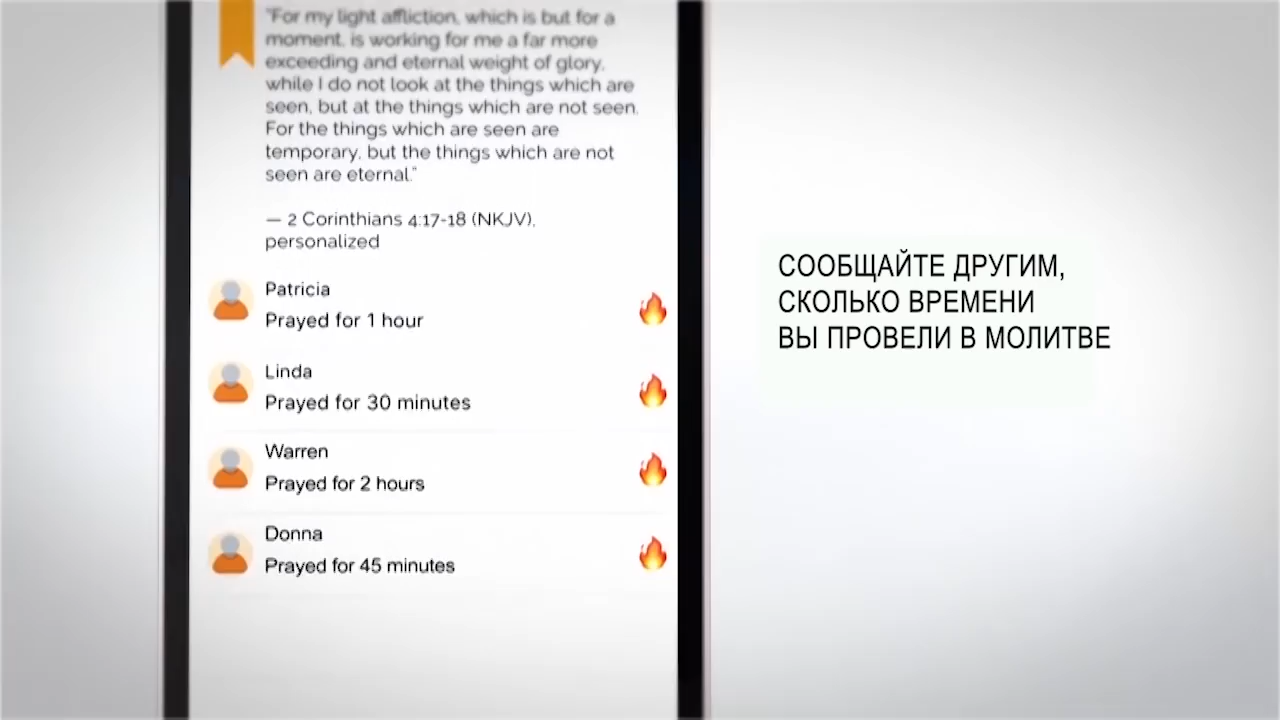 "For my light affliction, which is but for a
moment, is working for me a far more
exceeding and eternal weight of glory,
while I do not look at the things which are
seen, but at the things which are not seen.
For the things which are seen are
temporary, but the things which are not
seen are eternal."
— 2 Corinthians 4:17-18 (NKJV),
personalized
Patricia
Prayed for 1 hour
Linda
Prayed for 30 minutes
Warren
Prayed for 2 hours
Donna
Prayed for 45 minutes
СООБЩАЙТЕ ДРУГИМ,
СКОЛЬКО ВРЕМЕНИ
ВЫ ПРОВЕЛИ В МОЛИТВЕ